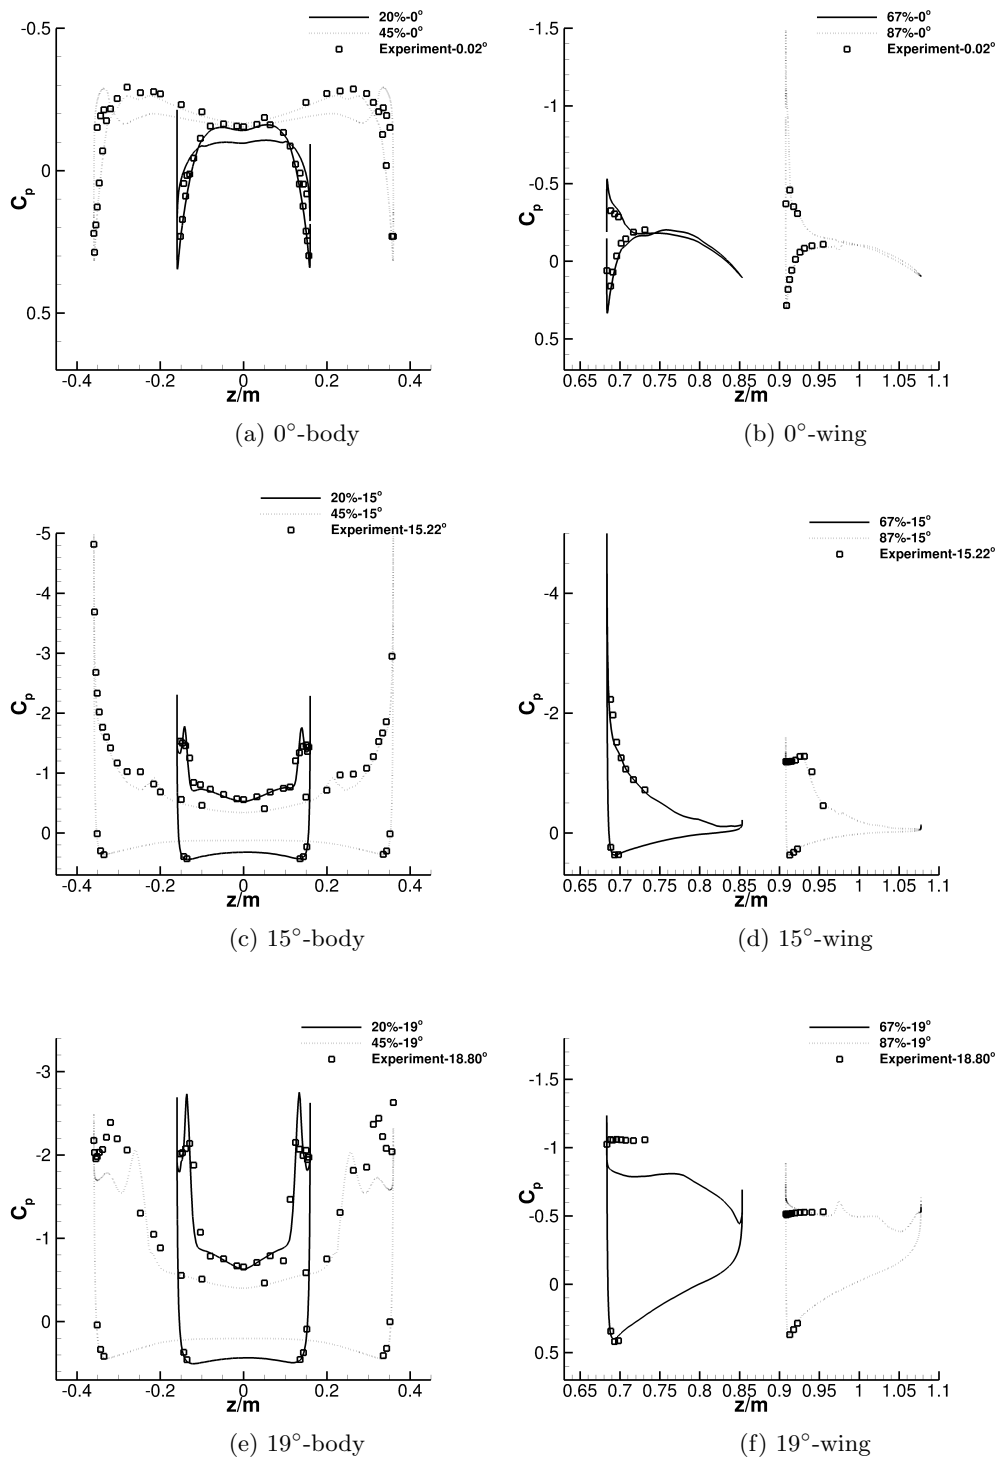 20%-0°
45%-0°
Experiment-0.02°
-0.5
0
0.5
Cp
-0.4 -0.2 0 0.2 0.4
z/m
(a) 0°-body
67%-0°
87%-0°
Experiment-0.02°
-1.5
-1
-0.5
0
0.5
Cp
0.65 0.7 0.75 0.8 0.85 0.9 0.95 1 1.05 1.1
z/m
(b) 0°-wing
20%-15°
45%-15°
Experiment-15.22°
-5
-4
-3
-2
-1
0
Cp
-0.4 -0.2 0 0.2 0.4
z/m
(c) 15°-body
67%-15°
87%-15°
Experiment-15.22°
-4
-2
0
Cp
0.65 0.7 0.75 0.8 0.85 0.9 0.95 1 1.05 1.1
z/m
(d) 15°-wing
20%-19°
45%-19°
Experiment-18.80°
-3
-2
-1
0
Cp
-0.4 -0.2 0 0.2 0.4
z/m
(e) 19°-body
67%-19°
87%-19°
Experiment-18.80°
-1.5
-1
-0.5
0
0.5
Cp
0.65 0.7 0.75 0.8 0.85 0.9 0.95 1 1.05 1.1
z/m
(f) 19°-wing